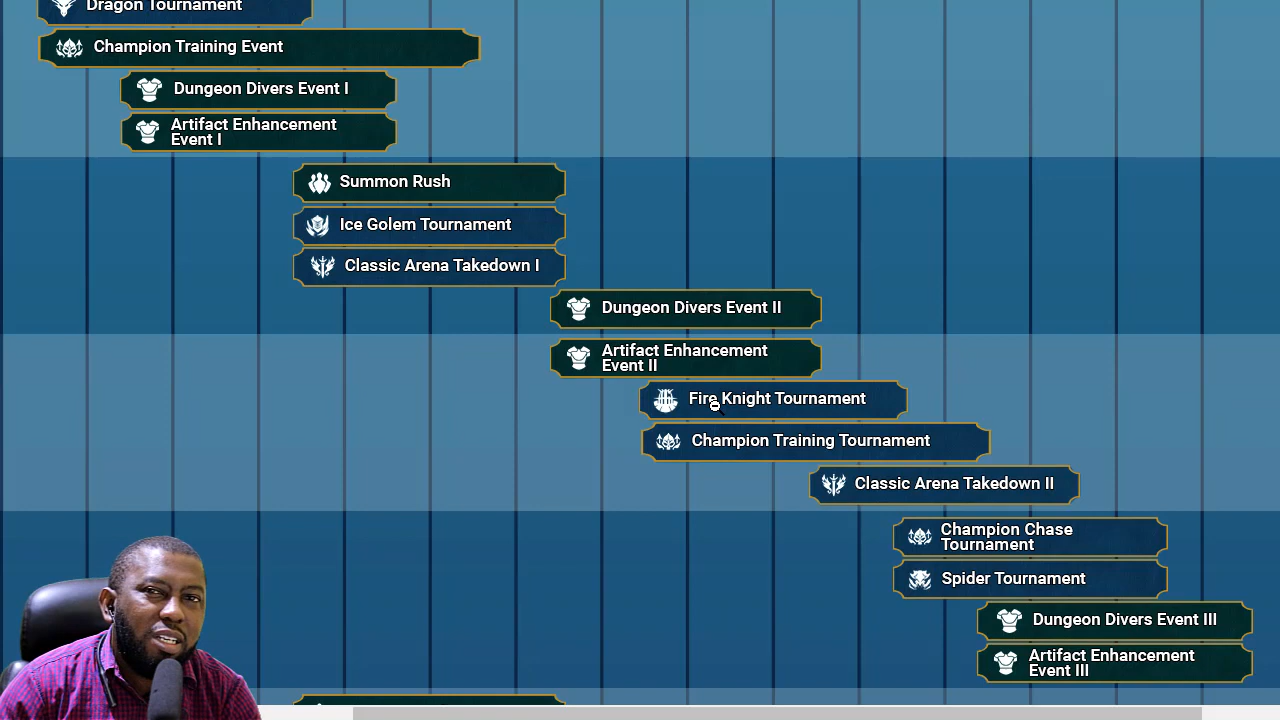 Dragon Tournament
Champion Training Event
Dungeon Divers Event I
Artifact Enhancement
Event I
Summon Rush
Ice Golem Tournament
Classic Arena Takedown I
Dungeon Divers Event II
Artifact Enhancement
Event II
Fire Knight Tournament
Champion Training Tournament
Classic Arena Takedown II
Champion Chase
Tournament
Spider Tournament
Dungeon Divers Event III
Artifact Enhancement
Event III